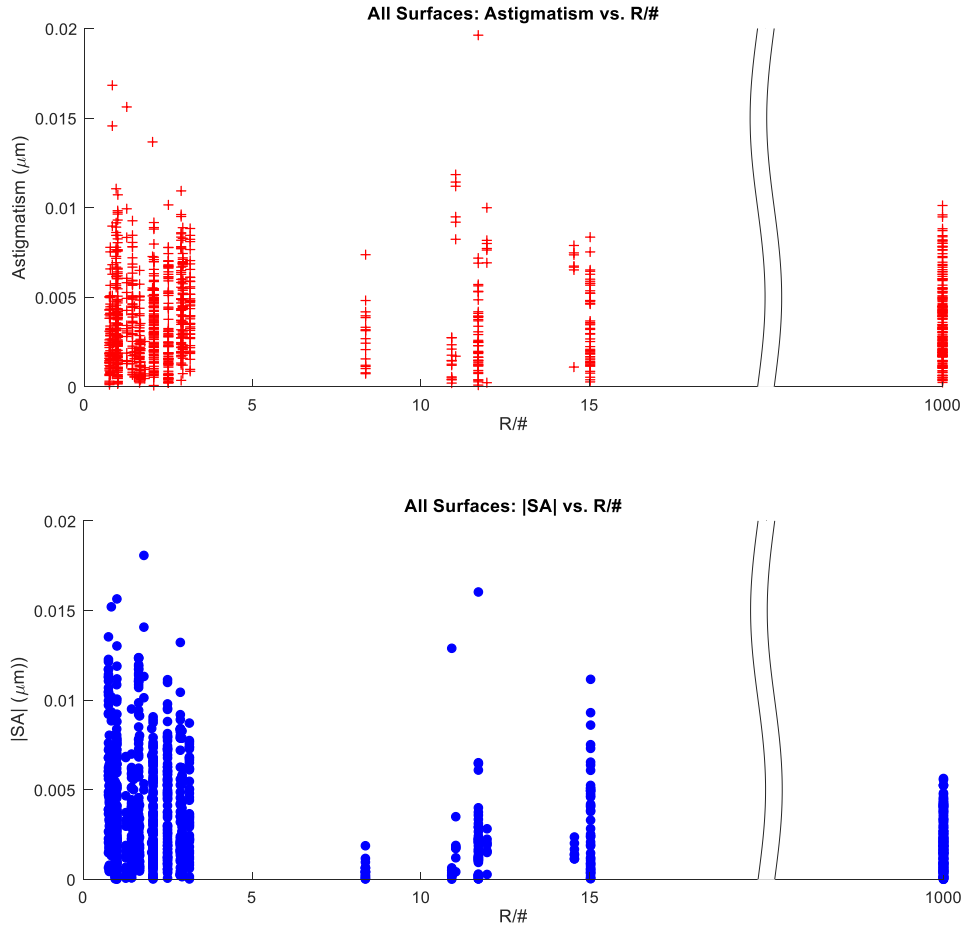 All Surfaces: Astigmatism vs. R/#
0.02
0.015
0.01
0.005
0
Astigmatism (μm)
0 5 10 15 1000
R/#
All Surfaces: |SA| vs. R/#
0.02
0.015
0.01
0.005
0
|SA| (μm))
0 5 10 15 1000
R/#